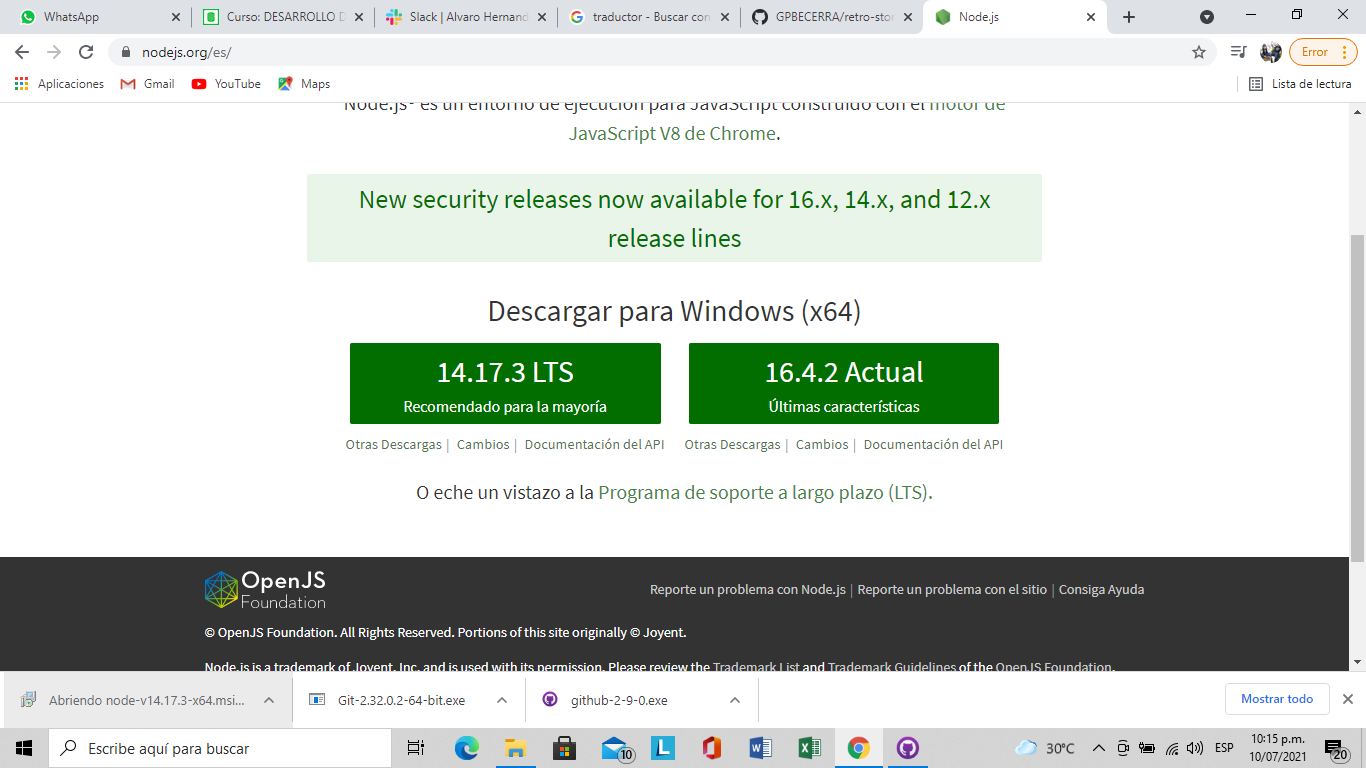 WhatsApp
Curso: DESARROLLO D
Slack | Alvaro Hernand
traductor - Buscar con
GPBECERRA/retro-stor
Node.js
nodejs.org/es/
Error
Aplicaciones
Gmail
YouTube
Maps
Lista de lectura
Node.js® es un entorno de ejecución para JavaScript construido con el motor de
JavaScript V8 de Chrome.
New security releases now available for 16.x, 14.x, and 12.x
release lines
Descargar para Windows (x64)
14.17.3 LTS
Recomendado para la mayoría
16.4.2 Actual
Últimas características
Otras Descargas | Cambios | Documentación del API
Otras Descargas | Cambios | Documentación del API
O eche un vistazo a la Programa de soporte a largo plazo (LTS).
OpenJS
Foundation
Reporte un problema con Node.js | Reporte un problema con el sitio | Consiga Ayuda
© OpenJS Foundation. All Rights Reserved. Portions of this site originally © Joyent.
Node.js is a trademark of Joyent, Inc. and is used with its permission. Please review the Trademark List and Trademark Guidelines of the OpenJS Foundation.
Abriendo node-v14.17.3-x64.msi...
Git-2.32.0.2-64-bit.exe
github-2-9-0.exe
Mostrar todo
Escribe aquí para buscar
10
L
30°C
ESP
10:15 p.m.
10/07/2021
20